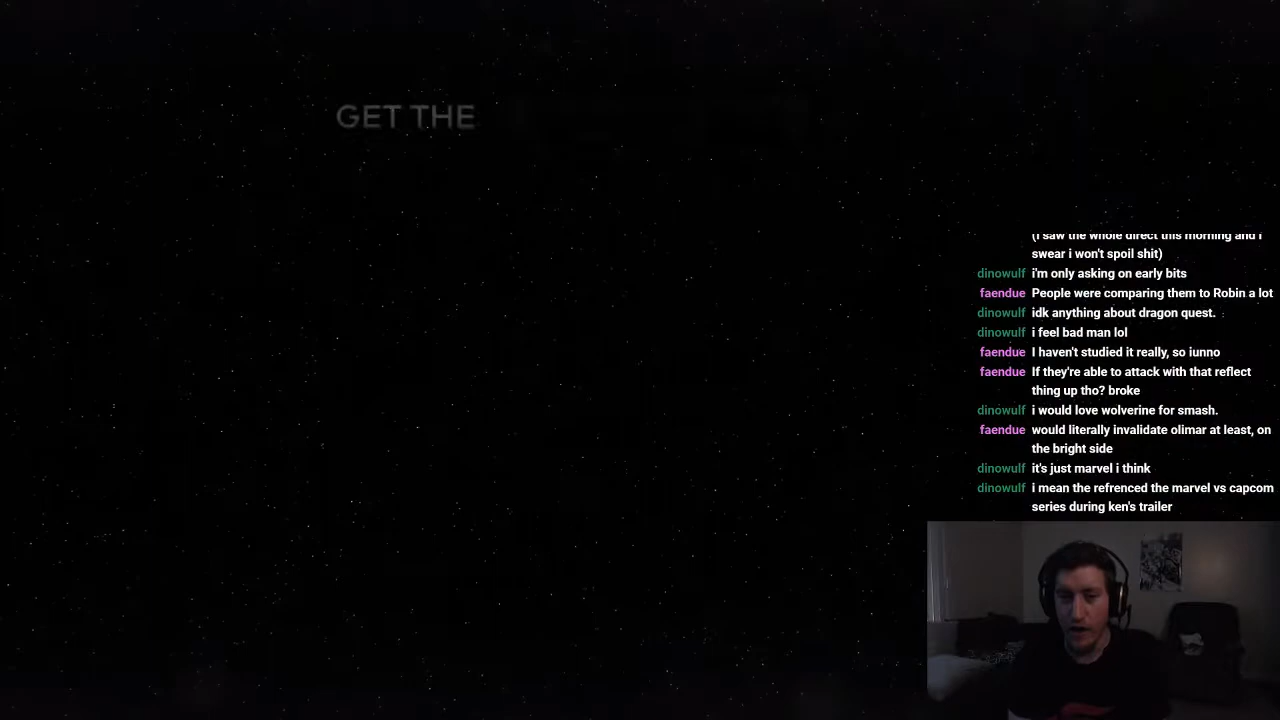 GET THE
(i saw the whole direct this morning and i
swear i won't spoil shit)
dinowulf i'm only asking on early bits
faendue People were comparing them to Robin a lot
dinowulf idk anything about dragon quest.
dinowulf i feel bad man lol
faendue I haven't studied it really, so iunno
faendue If they're able to attack with that reflect
thing up tho? broke
dinowulf i would love wolverine for smash.
faendue would literally invalidate olimar at least, on
the bright side
dinowulf it's just marvel i think
dinowulf i mean the refrenced the marvel vs capcom
series during ken's trailer